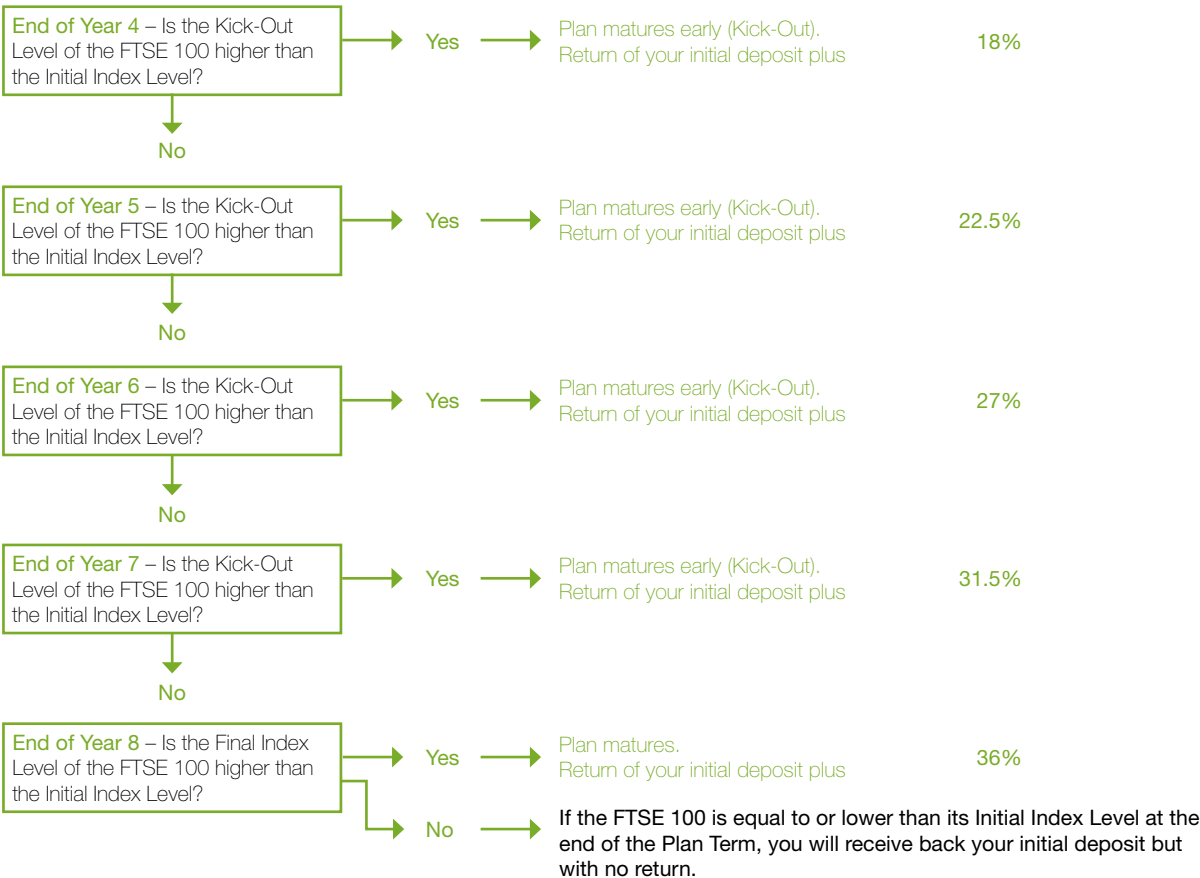 End of Year 4 – Is the Kick-Out
Level of the FTSE 100 higher than
the Initial Index Level?
Yes
Plan matures early (Kick-Out).
Return of your initial deposit plus
18%
No
End of Year 5 – Is the Kick-Out
Level of the FTSE 100 higher than
the Initial Index Level?
Yes
Plan matures early (Kick-Out).
Return of your initial deposit plus
22.5%
No
End of Year 6 – Is the Kick-Out
Level of the FTSE 100 higher than
the Initial Index Level?
Yes
Plan matures early (Kick-Out).
Return of your initial deposit plus
27%
No
End of Year 7 – Is the Kick-Out
Level of the FTSE 100 higher than
the Initial Index Level?
Yes
Plan matures early (Kick-Out).
Return of your initial deposit plus
31.5%
No
End of Year 8 – Is the Final Index
Level of the FTSE 100 higher than
the Initial Index Level?
Yes
Plan matures.
Return of your initial deposit plus
36%
No
If the FTSE 100 is equal to or lower than its Initial Index Level at the
end of the Plan Term, you will receive back your initial deposit but
with no return.